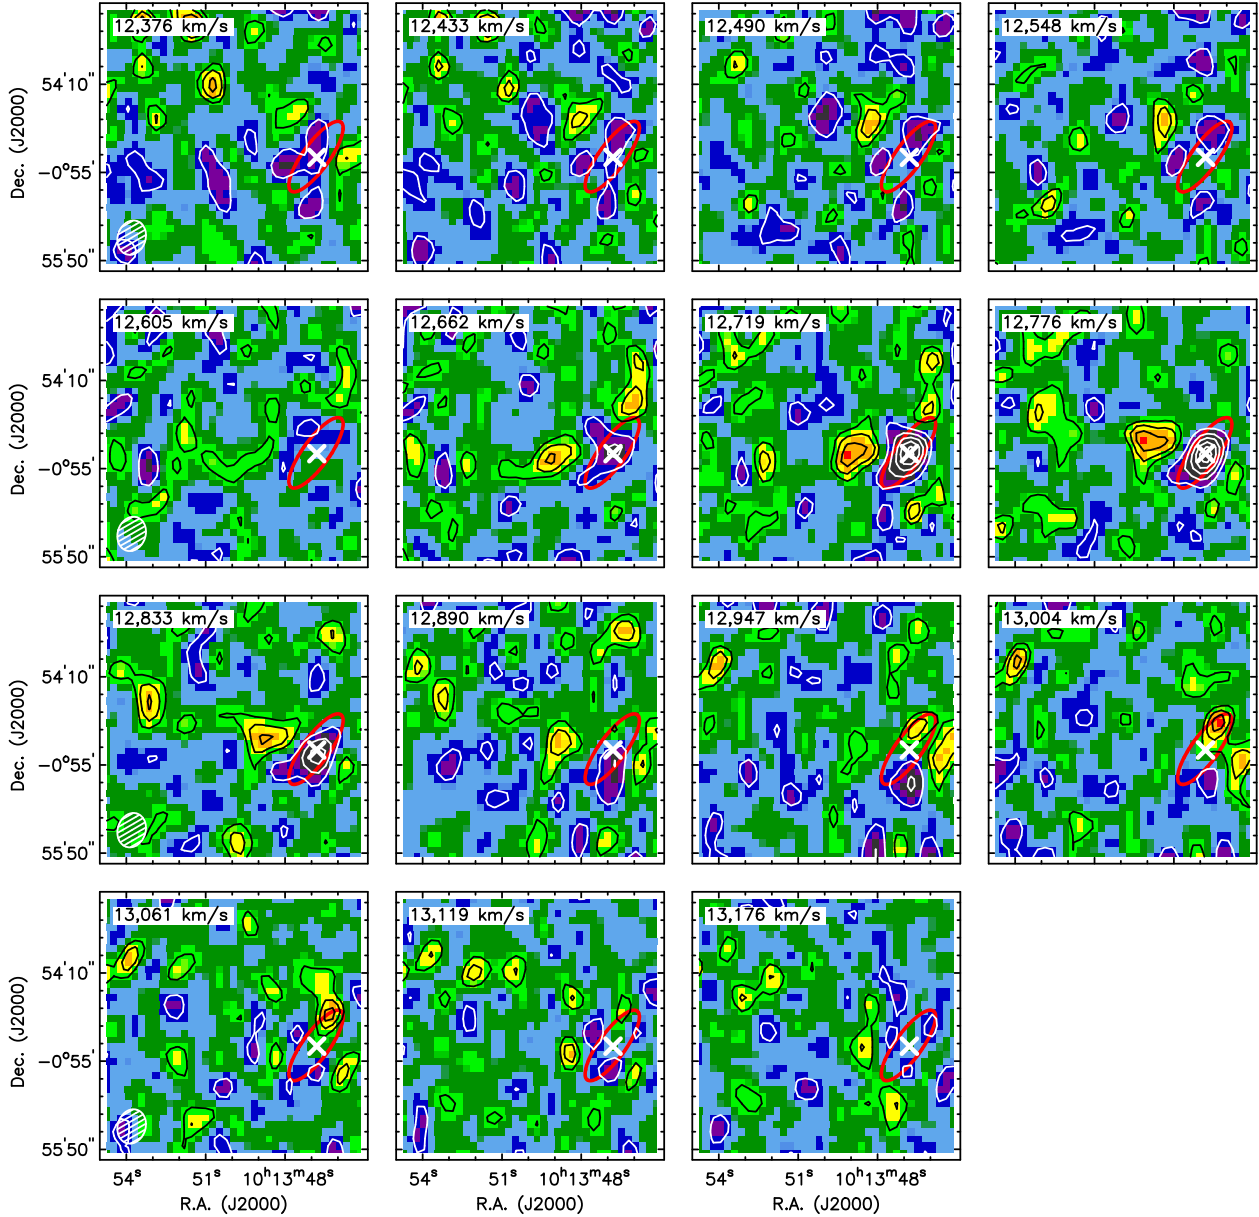 12,376 km/s
12,433 km/s
12,490 km/s
12,548 km/s
54'10"
−0°55'
55'50"
Dec. (J2000)
12,605 km/s
12,662 km/s
12,719 km/s
12,776 km/s
54'10"
−0°55'
55'50"
Dec. (J2000)
12,833 km/s
12,890 km/s
12,947 km/s
13,004 km/s
54'10"
−0°55'
55'50"
Dec. (J2000)
13,061 km/s
13,119 km/s
13,176 km/s
54'10"
−0°55'
55'50"
Dec. (J2000)
54ˢ 51ˢ 10ʰ13ᵐ48ˢ
54ˢ 51ˢ 10ʰ13ᵐ48ˢ
54ˢ 51ˢ 10ʰ13ᵐ48ˢ
R.A. (J2000)
R.A. (J2000)
R.A. (J2000)